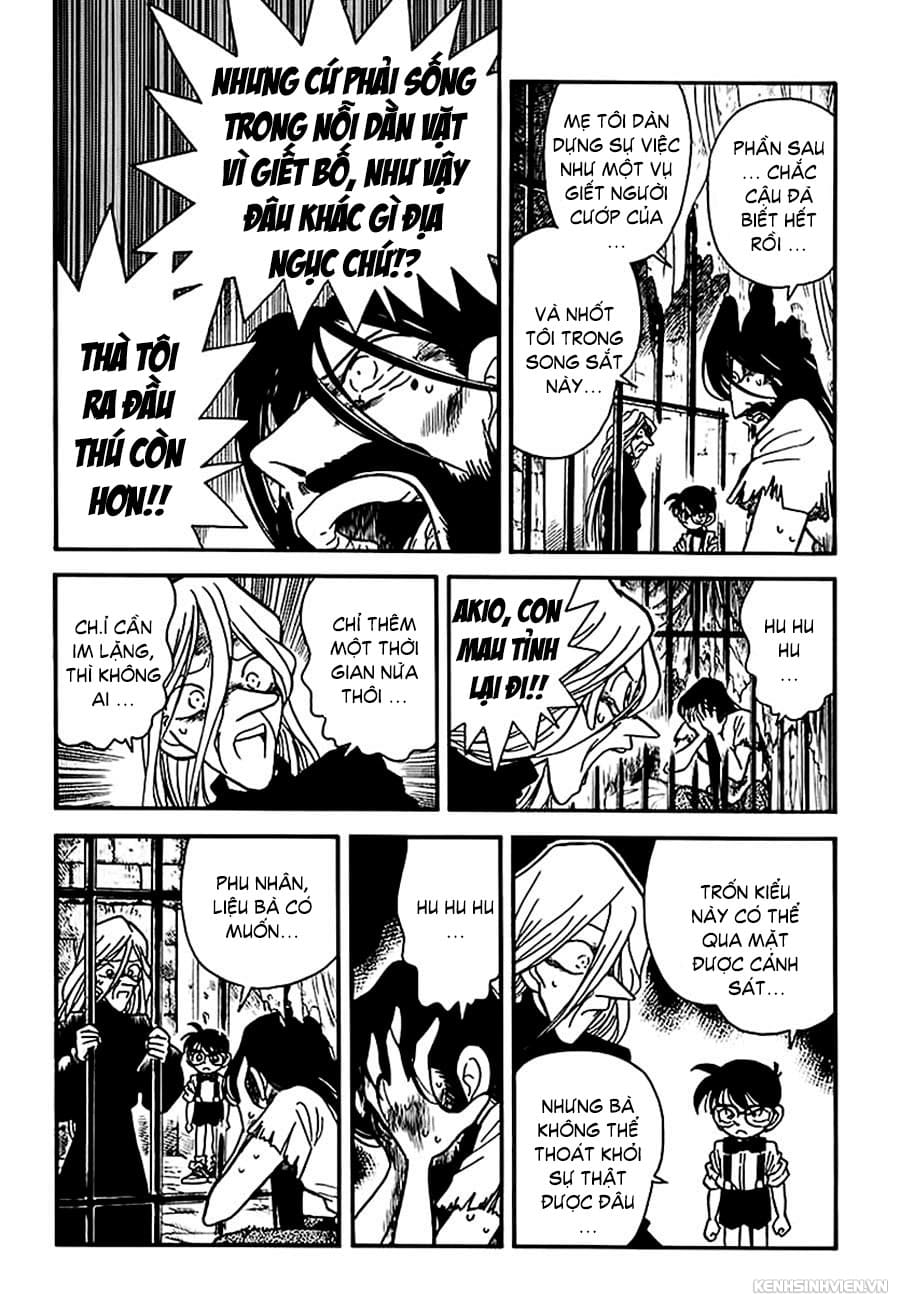 PHẦN SAU
... CHẮC
CẬU ĐÃ
BIẾT HẾT
RỒI ...
MẸ TÔI DÀN
DỰNG SỰ VIỆC
NHƯ MỘT VỤ
GIẾT NGƯỜI
CƯỚP CỦA
...
VÀ NHỐT
TÔI TRONG
SONG SẮT
NÀY...
NHƯNG CỨ PHẢI SỐNG
TRONG NỖI DẰN VẶT
VÌ GIẾT BỐ, NHƯ VẬY
ĐÂU KHÁC GÌ ĐỊA
NGỤC CHỨ!?
THÀ TÔI
RA ĐẦU
THÚ CÒN
HƠN!!
HU HU
HU ...
AKIO, CON
MAU TỈNH
LẠI ĐI!!
CHỈ THÊM
MỘT THỜI
GIAN NỮA
THÔI ...
CH.Ỉ CẦN
IM LẶNG,
THÌ KHÔNG
AI ...
TRỐN KIỂU
NÀY CÓ THỂ
QUA MẶT
ĐƯỢC CẢNH
SÁT...
NHƯNG BÀ
KHÔNG THỂ
THOÁT KHỎI
SỰ THẬT
ĐƯỢC ĐÂU
...
HU HU HU
...
PHU NHÂN,
LIỆU BÀ CÓ
MUỐN...
KENHSINHVIEN.VN